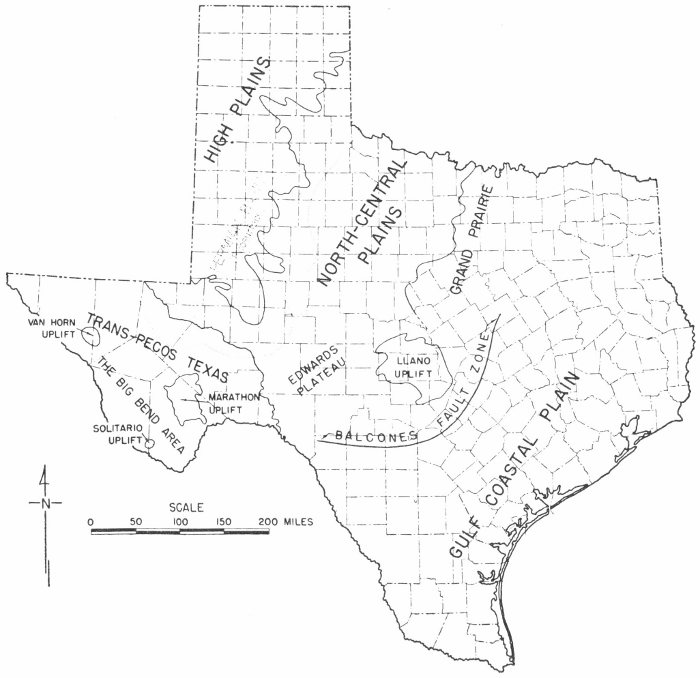 HIGH PLAINS
NORTH-CENTRAL
PLAINS
GRAND PRAIRIE
VAN HORN
UPLIFT
TRANS-PECOS TEXAS
THE BIG BEND AREA
MARATHON
UPLIFT
SOLITARIO
UPLIFT
EDWARDS
PLATEAU
LLANO
UPLIFT
BALCONES FAULT ZONE
GULF COASTAL PLAIN
N
SCALE
0 50 100 150 200 MILES